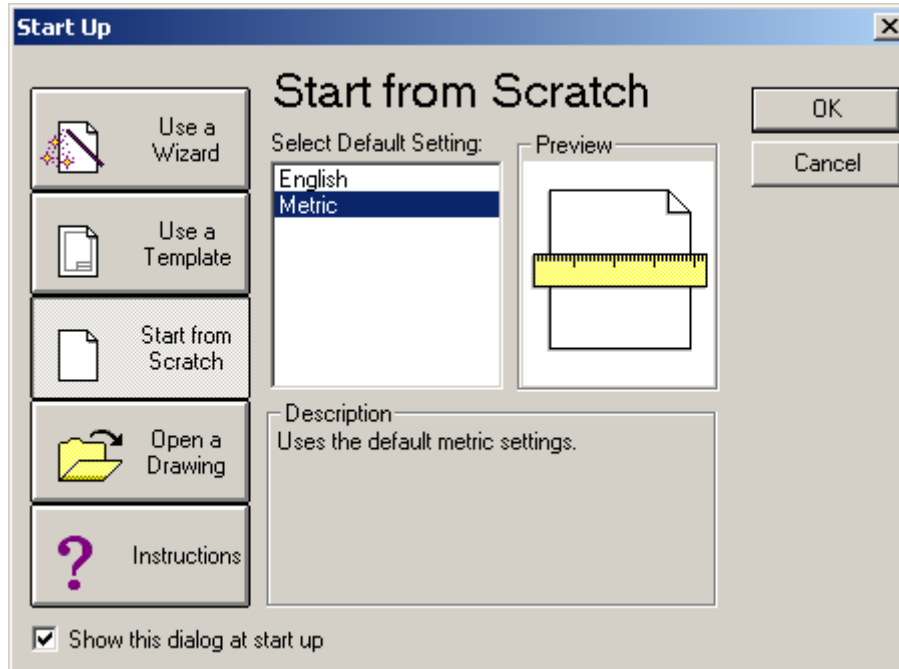 Start Up
Use a
Wizard
Use a
Template
Start from
Scratch
Open a
Drawing
Instructions
Start from Scratch
Select Default Setting:
English
Metric
Preview
Description
Uses the default metric settings.
OK
Cancel
Show this dialog at start up